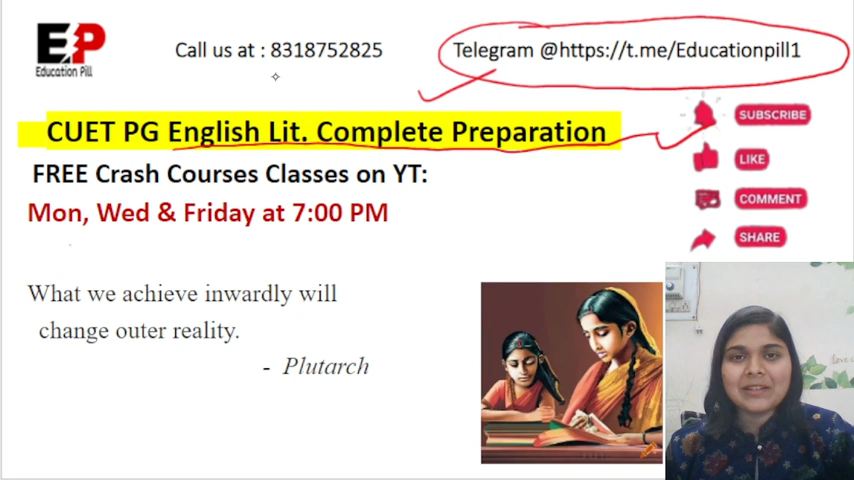 EP
Education Pill
Call us at : 8318752825
Telegram @https://t.me/Educationpill1
CUET PG English Lit. Complete Preparation
FREE Crash Courses Classes on YT:
Mon, Wed & Friday at 7:00 PM
SUBSCRIBE
LIKE
COMMENT
SHARE
What we achieve inwardly will
change outer reality.
- Plutarch